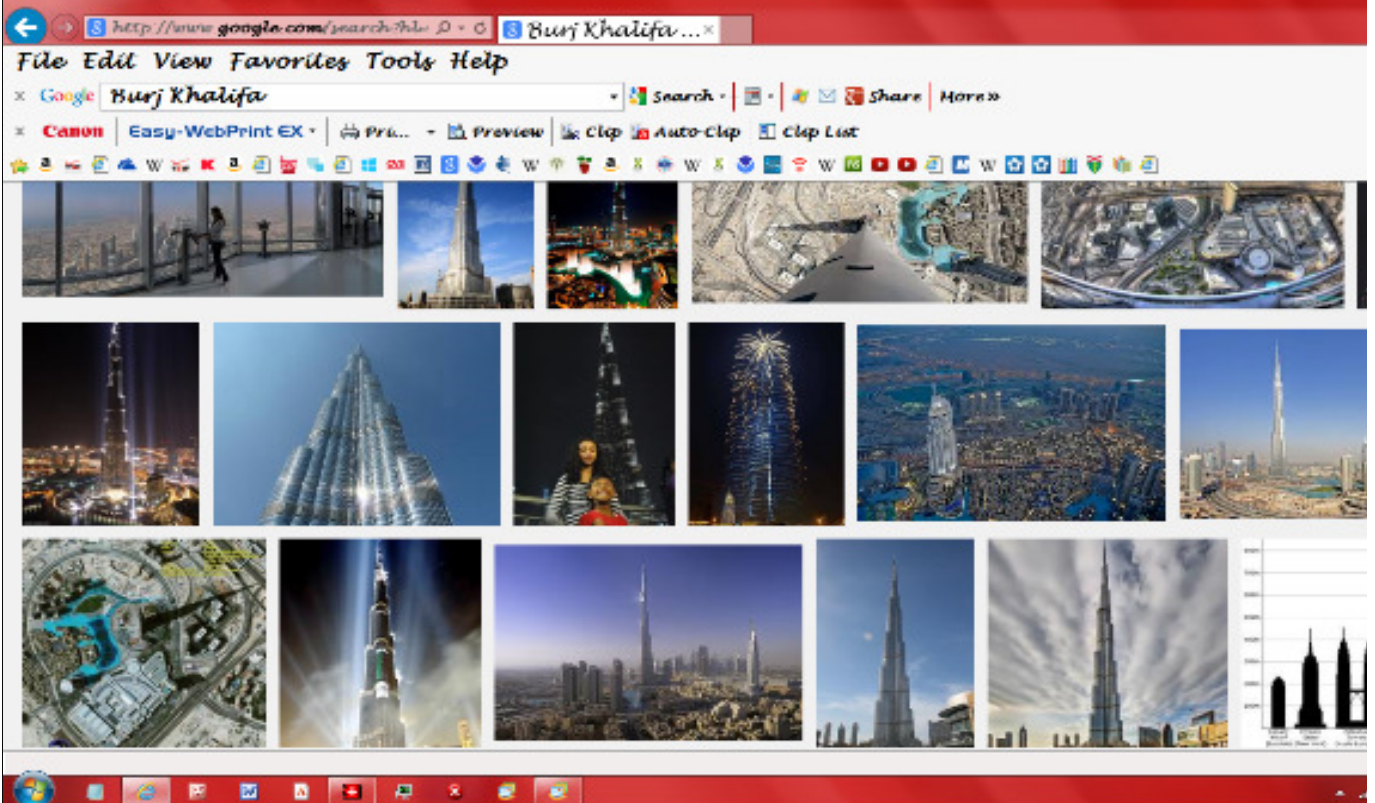 http://www.google.com/search?hl Burj Khalifa ...
File Edit View Favorites Tools Help
Google Burj Khalifa Search Share More »
Canon Easy-WebPrint EX Pri... Preview Clip Auto-Clip Clip List